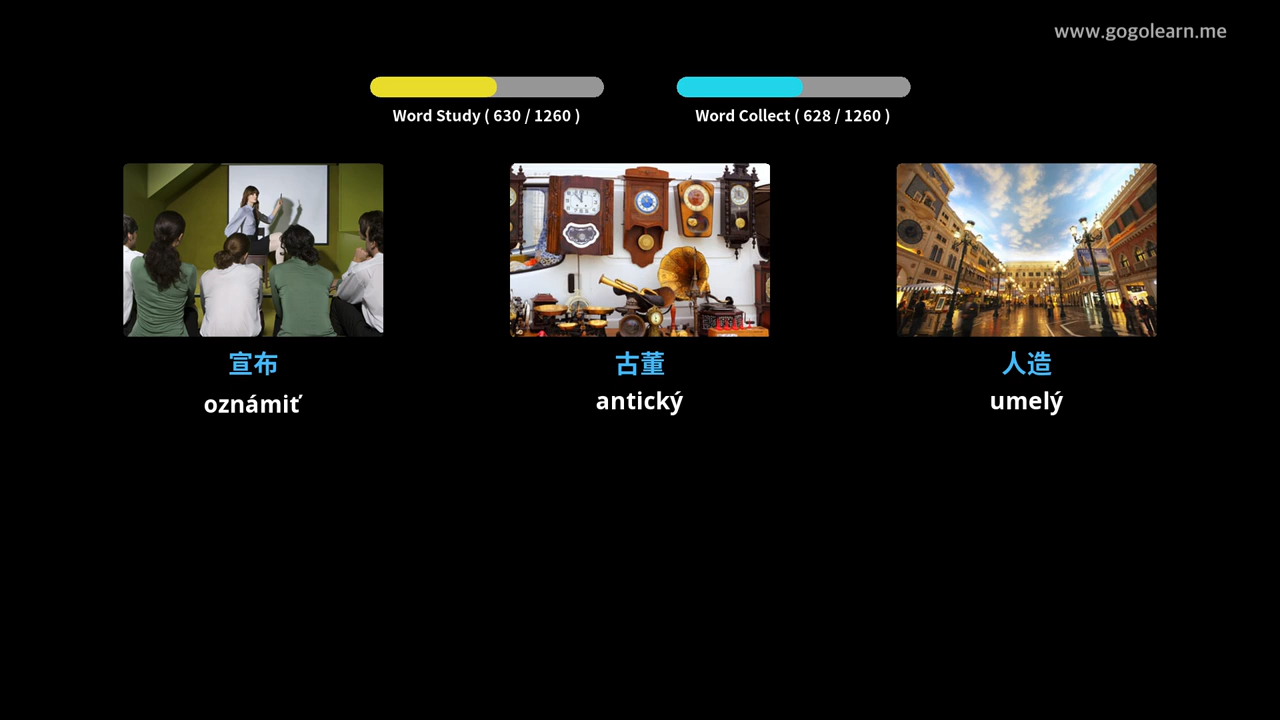 www.gogolearn.me
Word Study ( 630 / 1260 )
Word Collect ( 628 / 1260 )
宣布
古董
人造
oznámiť
antický
umelý